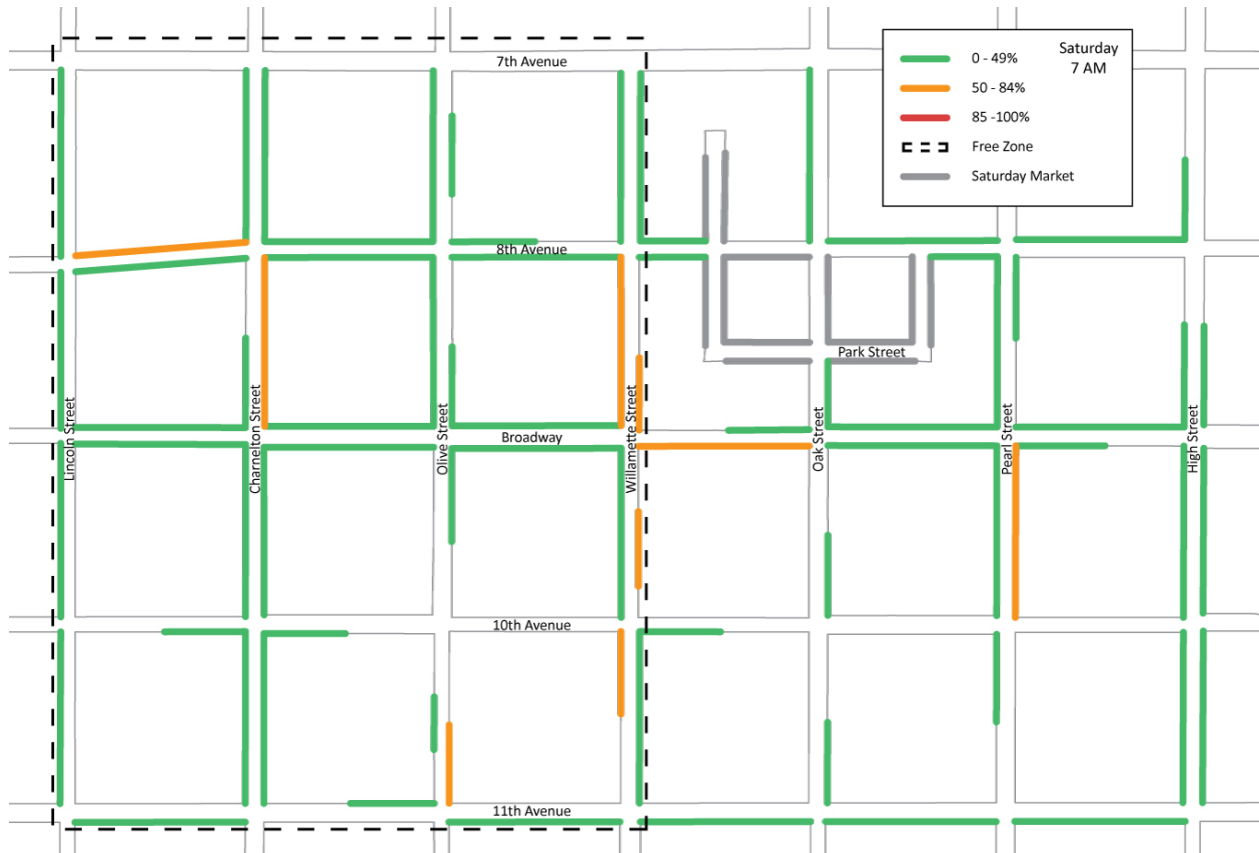 7th Avenue
Saturday
7 AM
0 - 49%
50 - 84%
85 -100%
Free Zone
Saturday Market
8th Avenue
Park Street
Lincoln Street
Charnelton Street
Olive Street
Broadway
Willamette Street
Oak Street
Pearl Street
High Street
10th Avenue
11th Avenue